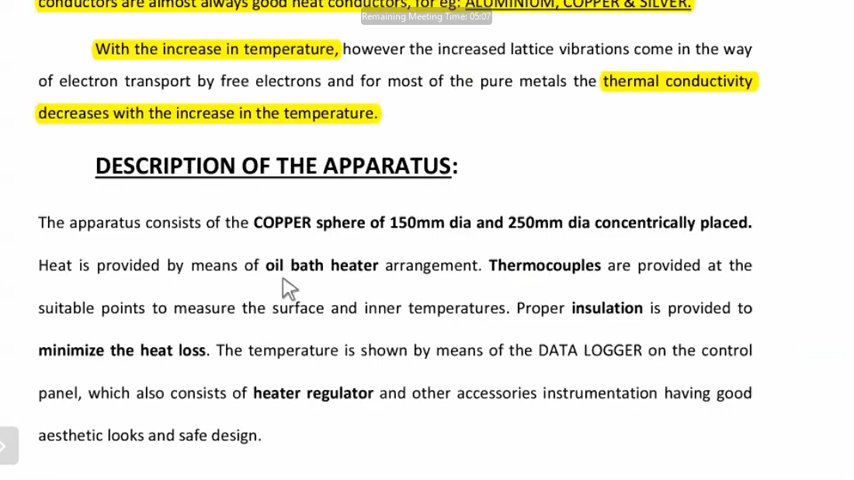 conductors are almost always good heat conductors, for eg: ALUMINIUM, COPPER & SILVER.
Remaining Meeting Time: 05:07
With the increase in temperature, however the increased lattice vibrations come in the way
of electron transport by free electrons and for most of the pure metals the thermal conductivity
decreases with the increase in the temperature.
DESCRIPTION OF THE APPARATUS:
The apparatus consists of the COPPER sphere of 150mm dia and 250mm dia concentrically placed.
Heat is provided by means of oil bath heater arrangement. Thermocouples are provided at the
suitable points to measure the surface and inner temperatures. Proper insulation is provided to
minimize the heat loss. The temperature is shown by means of the DATA LOGGER on the control
panel, which also consists of heater regulator and other accessories instrumentation having good
aesthetic looks and safe design.